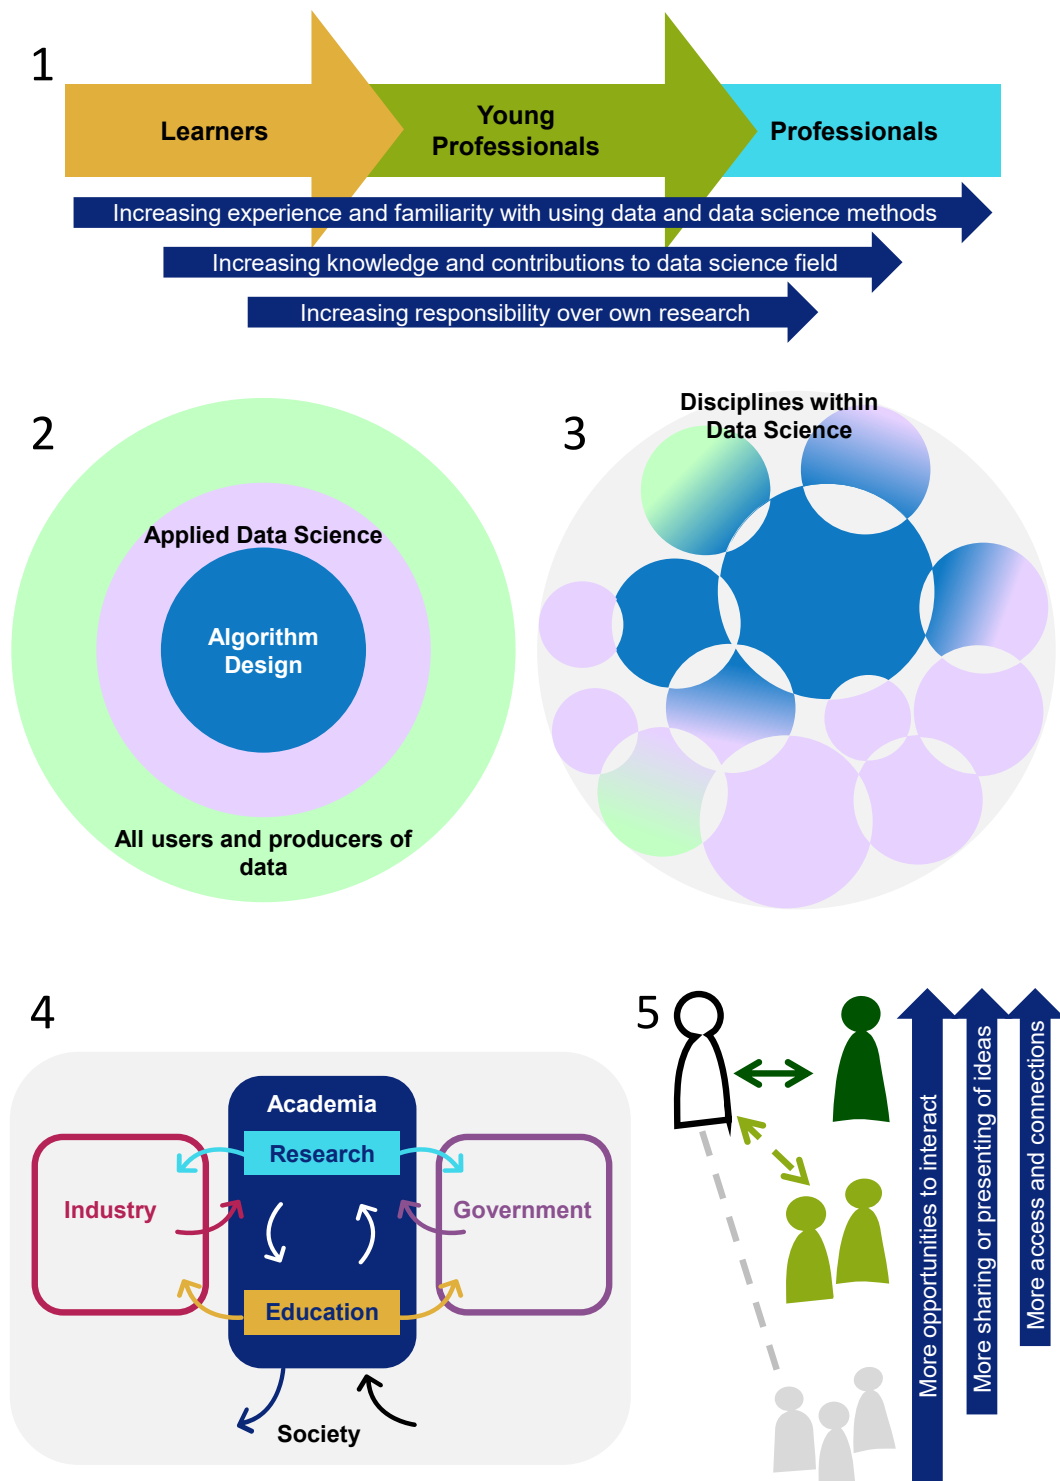 1
Learners
Young
Professionals
Professionals
Increasing experience and familiarity with using data and data science methods
Increasing knowledge and contributions to data science field
Increasing responsibility over own research
2
Applied Data Science
Algorithm
Design
All users and producers of
data
3
Disciplines within
Data Science
4
Academia
Research
Industry
Government
Education
Society
5
More opportunities to interact
More sharing or presenting of ideas
More access and connections